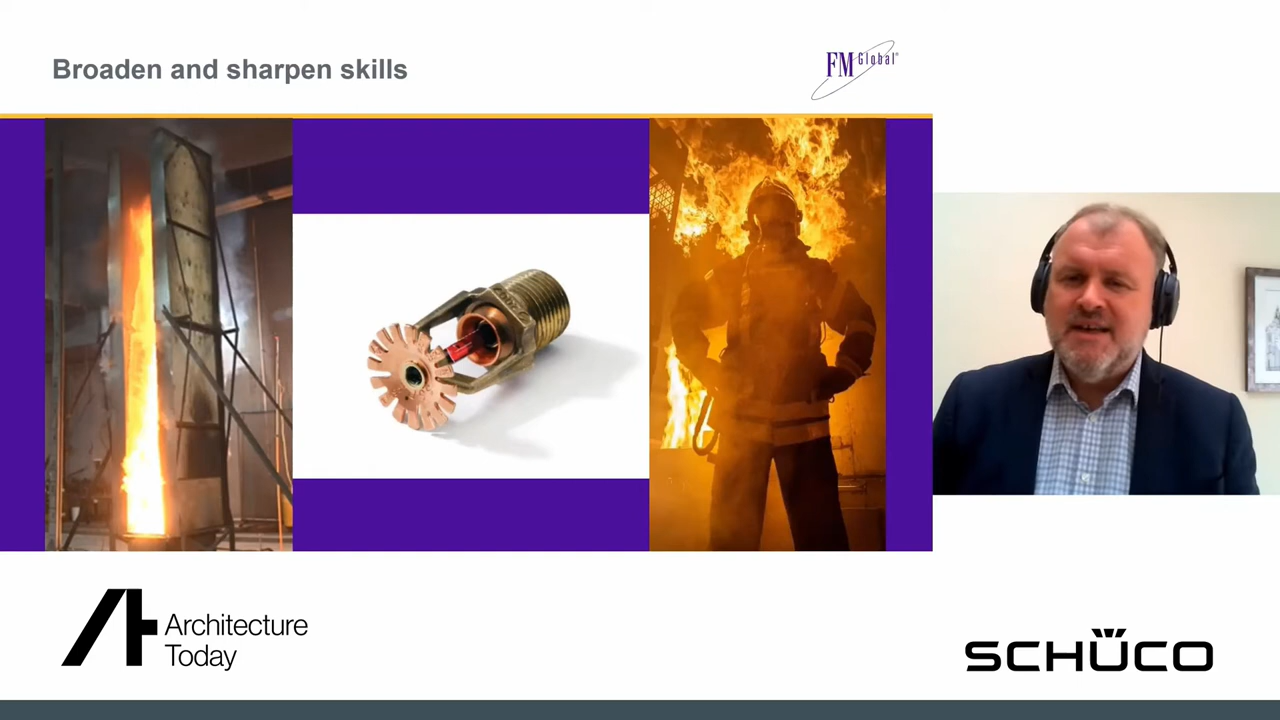 Broaden and sharpen skills
FM Global®
Architecture
Today
SCHÜCO